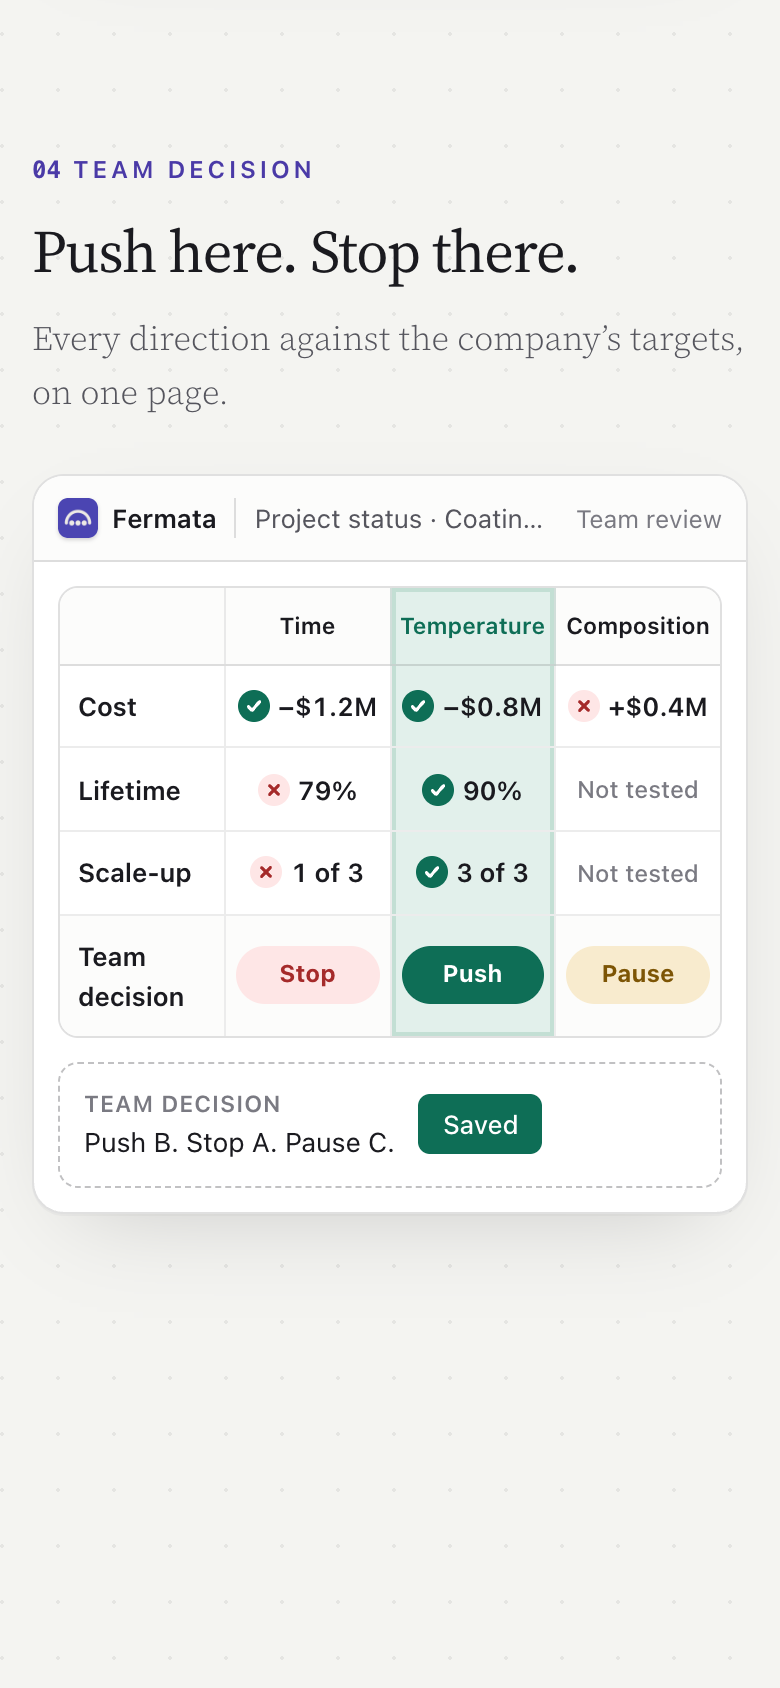 04 TEAM DECISION
Push here. Stop there.
Every direction against the company’s targets,
on one page.
Fermata Project status · Coatin... Team review
Time Temperature Composition
Cost –$1.2M –$0.8M +$0.4M
Lifetime 79% 90% Not tested
Scale-up 1 of 3 3 of 3 Not tested
Team
decision Stop Push Pause
TEAM DECISION
Push B. Stop A. Pause C. Saved